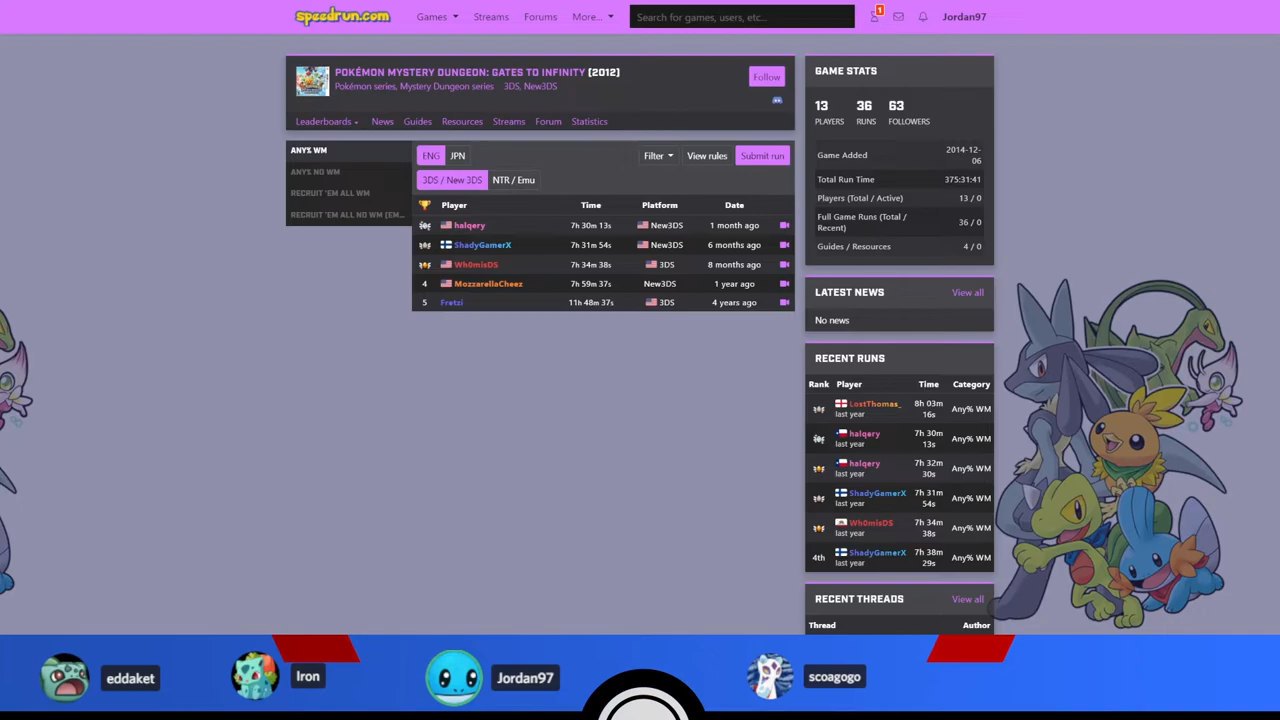 speedrun.com Games Streams Forums More... Search for games, users, etc... 1 Jordan97
POKÉMON MYSTERY DUNGEON: GATES TO INFINITY (2012)
Pokémon series, Mystery Dungeon series 3DS, New3DS
Follow
Leaderboards News Guides Resources Streams Forum Statistics
ANY% WM
ANY% NO WM
RECRUIT 'EM ALL WM
RECRUIT 'EM ALL NO WM (EM...
ENG JPN Filter View rules Submit run
3DS / New 3DS NTR / Emu
Player Time Platform Date
halqery 7h 30m 13s New3DS 1 month ago
ShadyGamerX 7h 31m 54s New3DS 6 months ago
Wh0misDS 7h 34m 38s 3DS 8 months ago
4 MozzarellaCheez 7h 59m 37s New3DS 1 year ago
5 Fretzi 11h 48m 37s 3DS 4 years ago
GAME STATS
13 36 63
PLAYERS RUNS FOLLOWERS
Game Added 2014-12-
06
Total Run Time 375:31:41
Players (Total / Active) 13 / 0
Full Game Runs (Total /
Recent) 36 / 0
Guides / Resources 4 / 0
LATEST NEWS View all
No news
RECENT RUNS
Rank Player Time Category
LostThomas_ 8h 03m
last year 16s Any% WM
halqery 7h 30m
last year 13s Any% WM
halqery 7h 32m
last year 30s Any% WM
ShadyGamerX 7h 31m
last year 54s Any% WM
Wh0misDS 7h 34m
last year 38s Any% WM
4th ShadyGamerX 7h 38m
last year 29s Any% WM
RECENT THREADS View all
Thread Author
eddaket Iron Jordan97 scoagogo